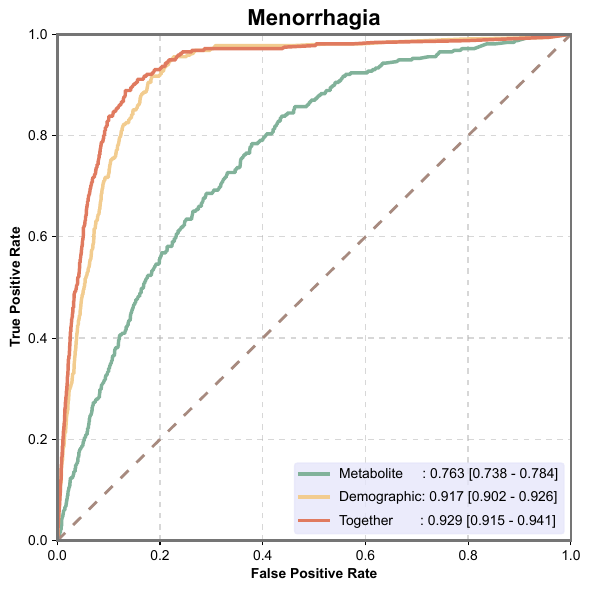 Menorrhagia
True Positive Rate
1.0
0.8
0.6
0.4
0.2
0.0
Metabolite : 0.763 [0.738 - 0.784]
Demographic: 0.917 [0.902 - 0.926]
Together : 0.929 [0.915 - 0.941]
0.0 0.2 0.4 0.6 0.8 1.0
False Positive Rate